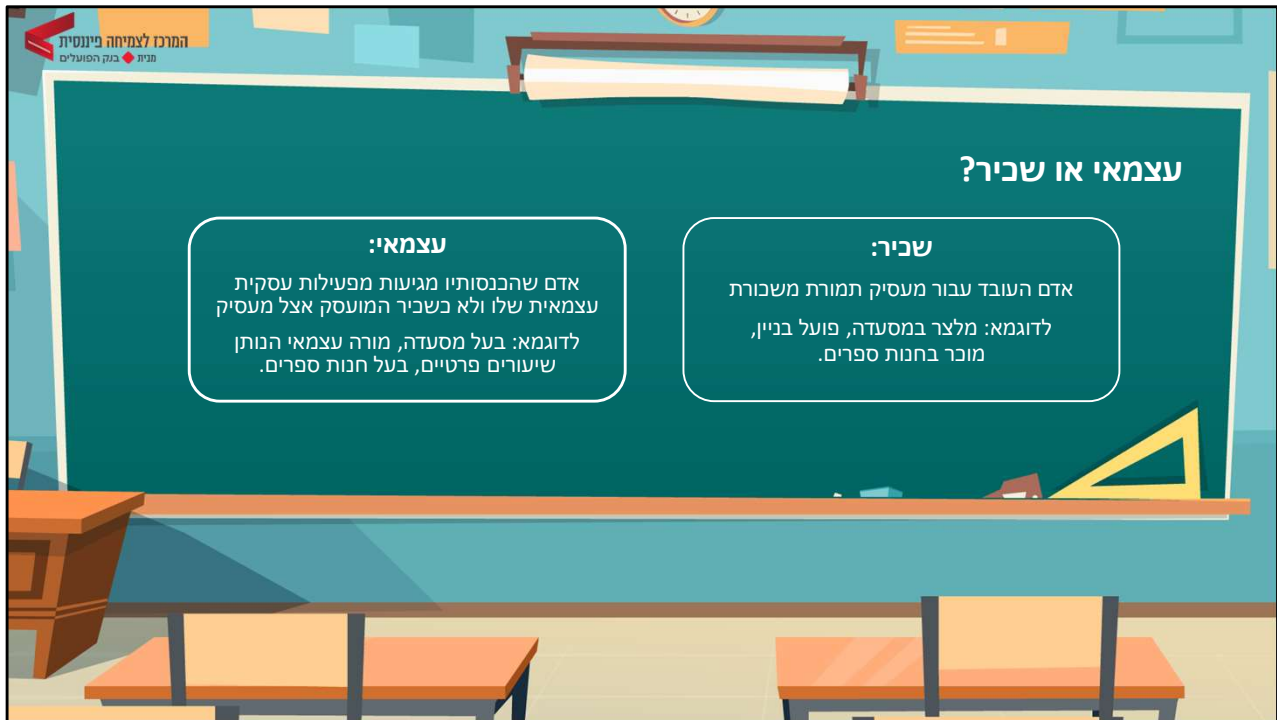 המרכז לצמיחה פיננסית
מבית בנק הפועלים
עצמאי או שכיר?
שכיר:
אדם העובד עבור מעסיק תמורת משכורת
לדוגמא: מלצר במסעדה, פועל בניין,
מוכר בחנות ספרים.
עצמאי:
אדם שהכנסותיו מגיעות מפעילות עסקית
עצמאית שלו ולא כשכיר המועסק אצל מעסיק
לדוגמא: בעל מסעדה, מורה עצמאי הנותן
שיעורים פרטיים, בעל חנות ספרים.